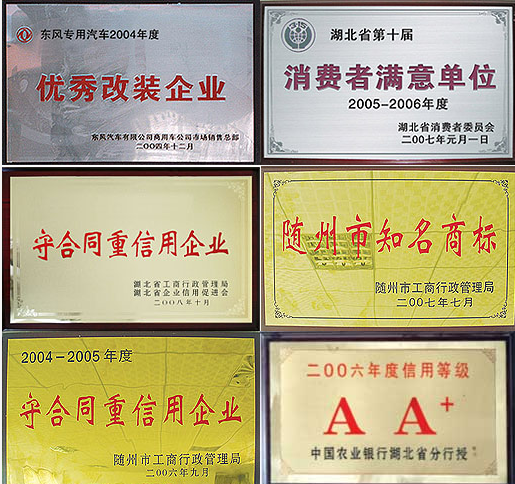 东风专用汽车2004年度
优秀改装企业
东风汽车有限公司商用车公司市场销售总部
二〇〇四年十二月
湖北省第十届
消费者满意单位
2005-2006年度
湖北省消费者委员会
二〇〇七年元月一日
守合同重信用企业
湖北省工商行政管理局
湖北省企业信用促进会
二〇〇八年十月
随州市知名商标
随州市工商行政管理局
二〇〇七年七月
2004-2005年度
守合同重信用企业
随州市工商行政管理局
二〇〇六年九月
二〇〇六年度信用等级
A A+
中国农业银行湖北省分行授